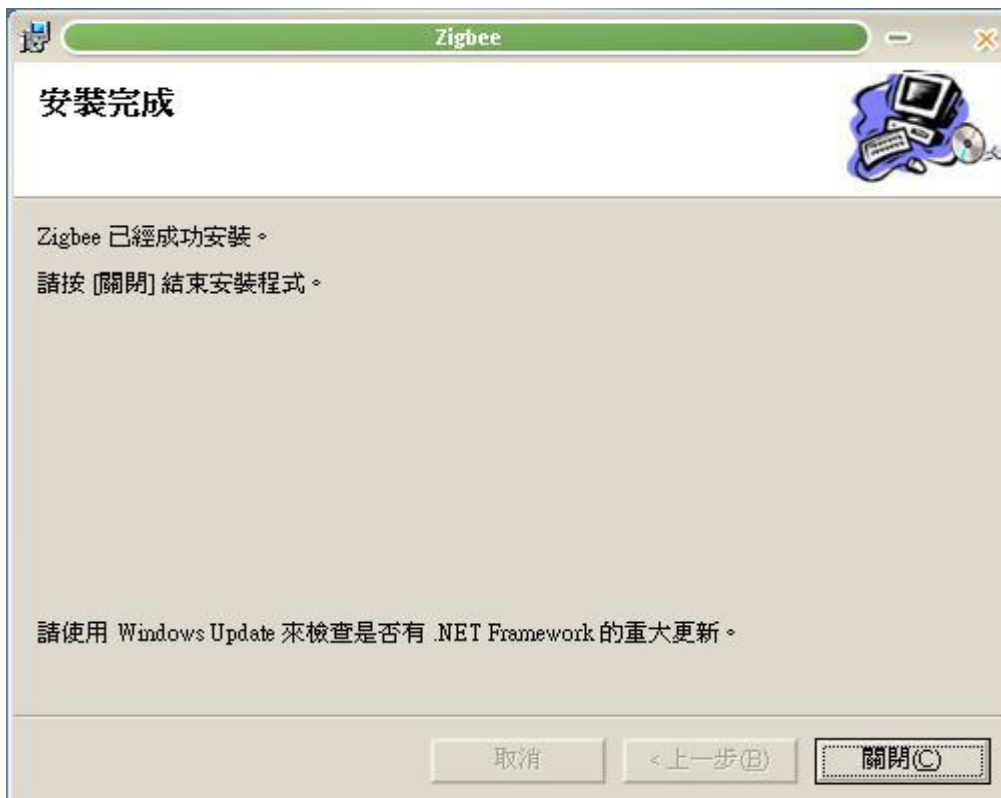 Zigbee
安裝完成
Zigbee 已經成功安裝。
請按 [關閉] 結束安裝程式。
請使用 Windows Update 來檢查是否有 .NET Framework 的重大更新。
取消
< 上一步(B)
關閉(C)